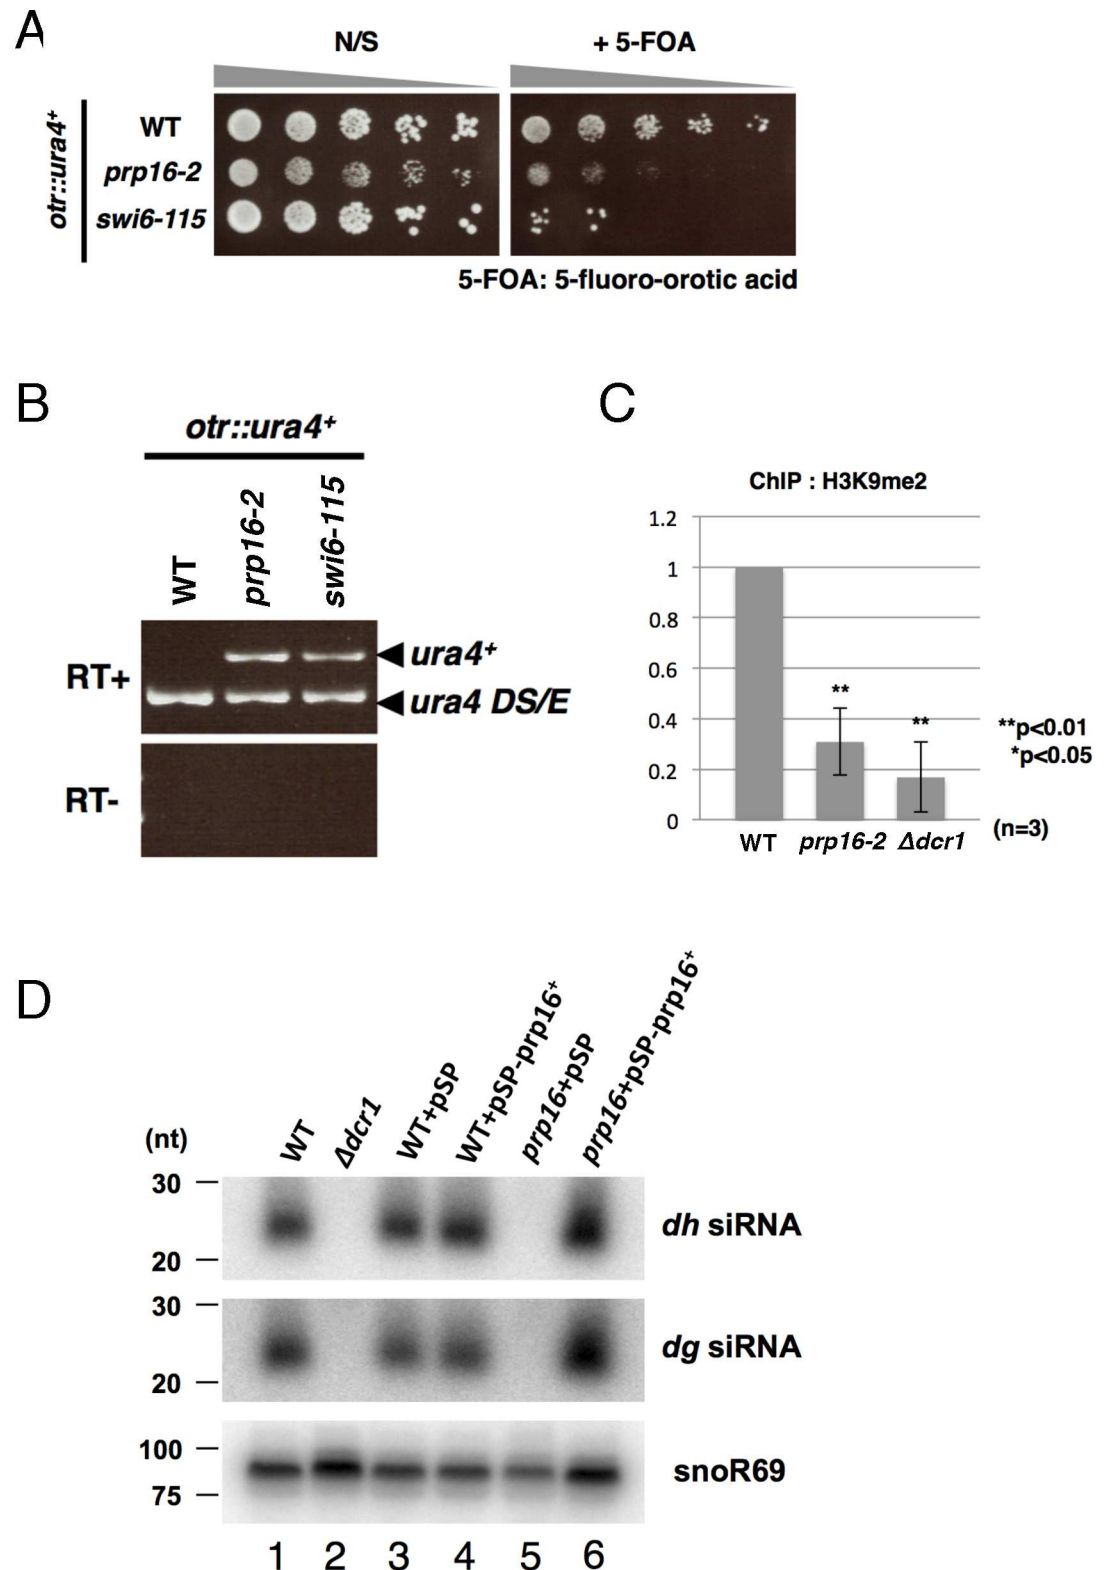 A
N/S
+ 5-FOA
otr::ura4+
WT
prp16-2
swi6-115
5-FOA: 5-fluoro-orotic acid
B
otr::ura4+
WT
prp16-2
swi6-115
RT+
ura4+
ura4 DS/E
RT-
C
ChIP : H3K9me2
1.2
1
0.8
0.6
0.4
0.2
0
**
**
**p<0.01
*p<0.05
(n=3)
WT
prp16-2
Δdcr1
D
(nt)
WT
Δdcr1
WT+pSP
WT+pSP-prp16+
prp16+pSP
prp16+pSP-prp16+
30
20
dh siRNA
30
20
dg siRNA
100
75
snoR69
1 2 3 4 5 6